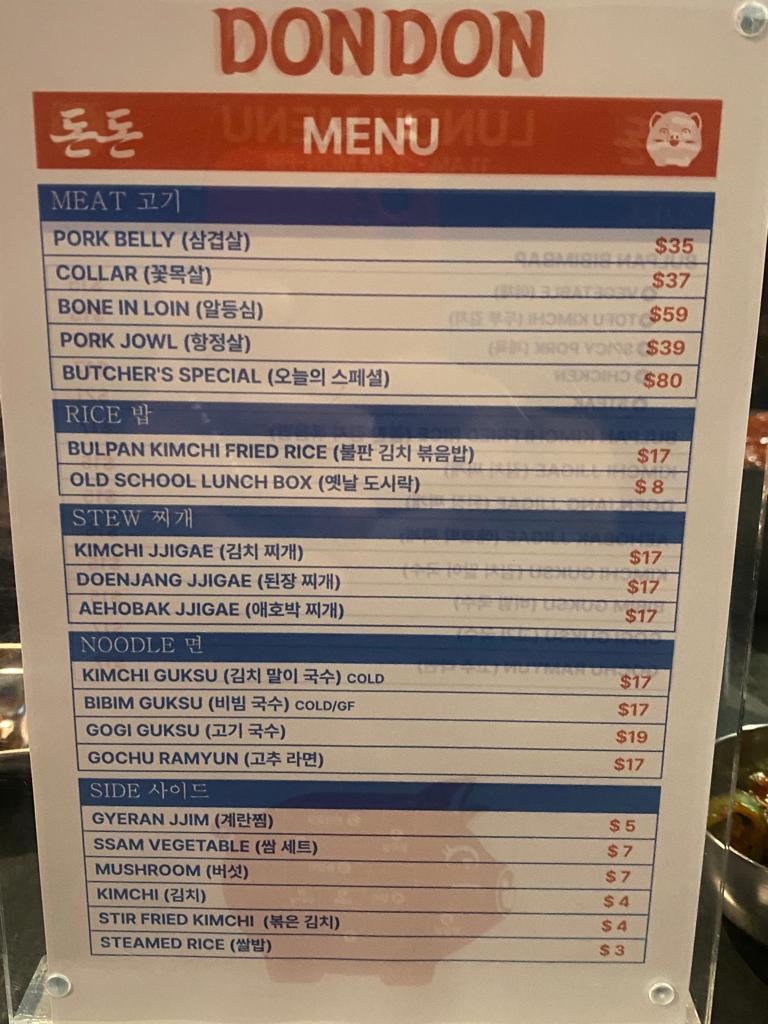 DONDON
돈돈 MENU
MEAT 고기
PORK BELLY (삼겹살) $35
COLLAR (꽃목살) $37
BONE IN LOIN (알등심) $59
PORK JOWL (항정살) $39
BUTCHER'S SPECIAL (오늘의 스페셜) $80
RICE 밥
BULPAN KIMCHI FRIED RICE (불판 김치 볶음밥) $17
OLD SCHOOL LUNCH BOX (옛날 도시락) $ 8
STEW 찌개
KIMCHI JJIGAE (김치 찌개) $17
DOENJANG JJIGAE (된장 찌개) $17
AEHOBAK JJIGAE (애호박 찌개) $17
NOODLE 면
KIMCHI GUKSU (김치 말이 국수) COLD $17
BIBIM GUKSU (비빔 국수) COLD/GF $17
GOGI GUKSU (고기 국수) $19
GOCHU RAMYUN (고추 라면) $17
SIDE 사이드
GYERAN JJIM (계란찜) $ 5
SSAM VEGETABLE (쌈 세트) $ 7
MUSHROOM (버섯) $ 7
KIMCHI (김치) $ 4
STIR FRIED KIMCHI (볶은 김치) $ 4
STEAMED RICE (쌀밥) $ 3